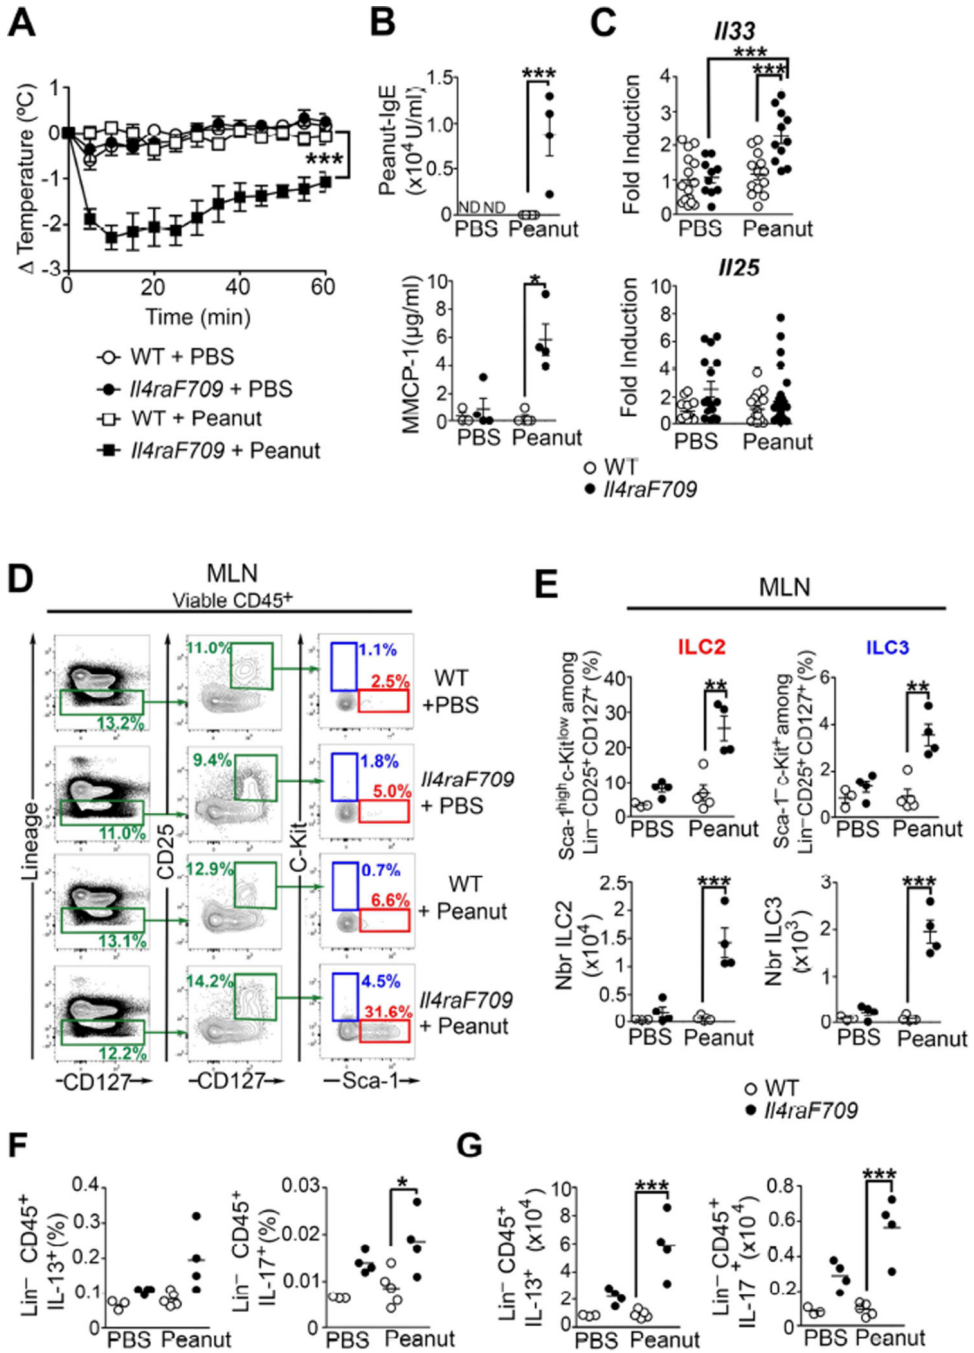 A
Δ Temperature (ºC)
1
0
-1
-2
-3
***
0
20
40
60
Time (min)
WT + PBS
Il4raF709 + PBS
WT + Peanut
Il4raF709 + Peanut
B
Peanut-IgE
(x10⁴ U/ml)
1.5
1
0.5
0
***
ND ND
PBS Peanut
MMCP-1(µg/ml)
10
8
6
4
2
0
*
PBS Peanut
C
Il33
Fold Induction
4
3
2
1
0
***
***
PBS Peanut
Il25
Fold Induction
10
8
6
4
2
0
PBS Peanut
WT
Il4raF709
D
MLN
Viable CD45⁺
Lineage
CD25
C-Kit
13.2%
11.0%
1.1%
2.5%
WT
+PBS
11.0%
9.4%
1.8%
5.0%
Il4raF709
+ PBS
13.1%
12.9%
0.7%
6.6%
WT
+ Peanut
12.2%
14.2%
4.5%
31.6%
Il4raF709
+ Peanut
CD127
CD127
Sca-1
E
MLN
ILC2
Sca-1ʰⁱᵍʰc-Kitˡᵒʷ among
Lin⁻ CD25⁺ CD127⁺ (%)
40
30
20
10
0
**
PBS Peanut
ILC3
Sca-1⁻ c-Kit⁺ among
Lin⁻ CD25⁺ CD127⁺ (%)
6
4
2
0
**
PBS Peanut
Nbr ILC2
(x10⁴)
2.5
2
1.5
1
0.5
0
***
PBS Peanut
Nbr ILC3
(x10³)
3
2
1
0
***
PBS Peanut
WT
Il4raF709
F
Lin⁻ CD45⁺
IL-13⁺(%)
0.4
0.3
0.2
0.1
0
PBS Peanut
Lin⁻ CD45⁺
IL-17⁺ (%)
0.03
0.02
0.01
0
*
PBS Peanut
G
Lin⁻ CD45⁺
IL-13⁺ (x10⁴)
10
8
6
4
2
0
***
PBS Peanut
Lin⁻ CD45⁺
IL-17 ⁺(x10⁴)
0.8
0.6
0.4
0.2
0
***
PBS Peanut